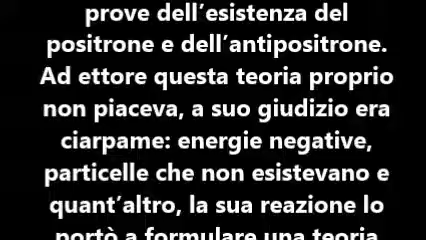 prove dell’esistenza del
positrone e dell’antipositrone.
Ad ettore questa teoria proprio
non piaceva, a suo giudizio era
ciarpame: energie negative,
particelle che non esistevano e
quant’altro, la sua reazione lo
portò a formulare una teoria